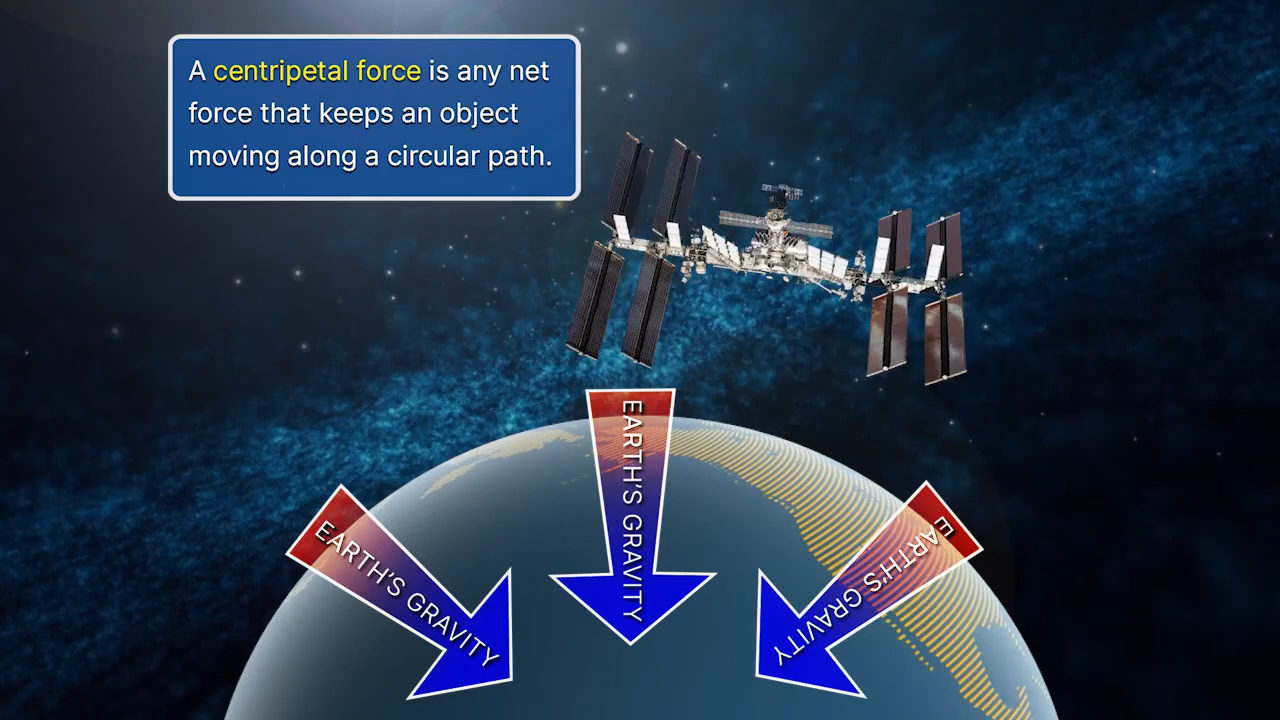 A centripetal force is any net
force that keeps an object
moving along a circular path.
EARTH'S GRAVITY
EARTH'S GRAVITY
EARTH'S GRAVITY